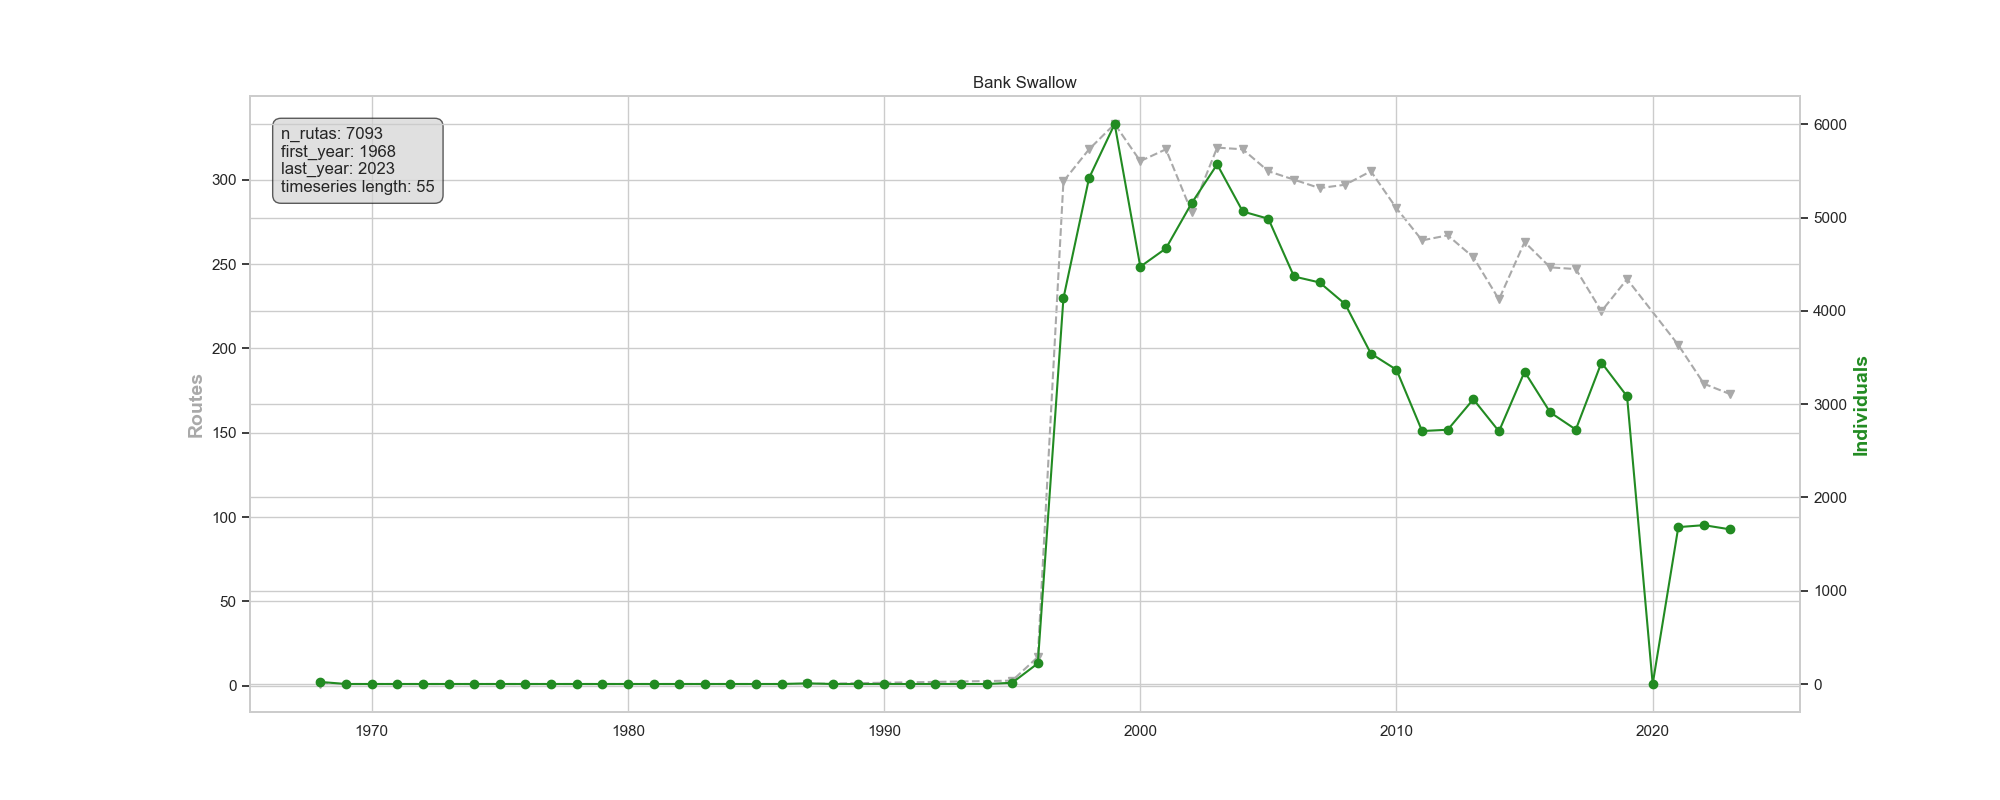 Bank Swallow
n_rutas: 7093
first_year: 1968
last_year: 2023
timeseries length: 55
Routes
300
250
200
150
100
50
0
6000
5000
4000
3000
2000
1000
0
Individuals
1970
1980
1990
2000
2010
2020